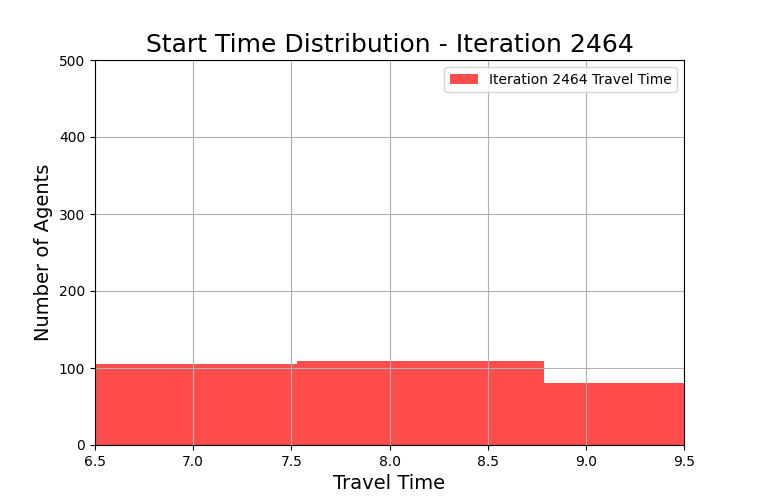 Start Time Distribution - Iteration 2464
Iteration 2464 Travel Time
Number of Agents
500
400
300
200
100
0
6.5 7.0 7.5 8.0 8.5 9.0 9.5
Travel Time